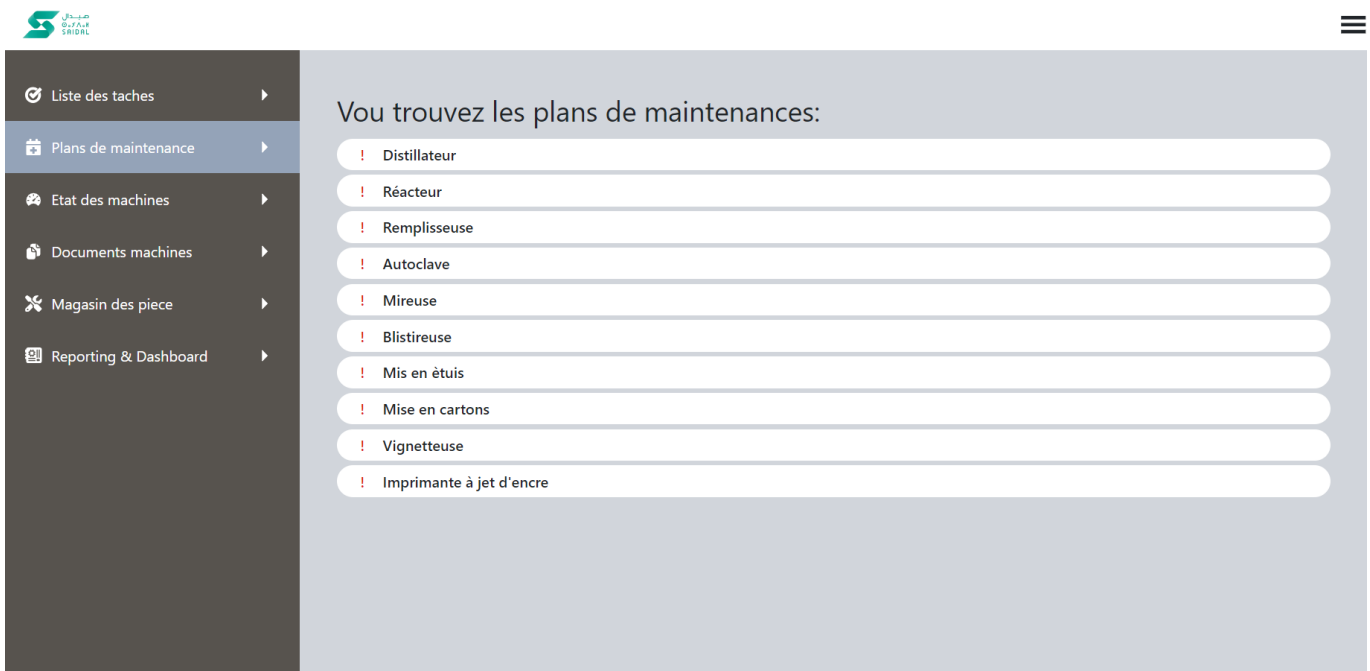 صيدال
ⵙⴰⵢⴷⴰⵍ
SAIDAL
Liste des taches
Plans de maintenance
Etat des machines
Documents machines
Magasin des piece
Reporting & Dashboard
Vou trouvez les plans de maintenances:
! Distillateur
! Réacteur
! Remplisseuse
! Autoclave
! Mireuse
! Blistireuse
! Mis en ètuis
! Mise en cartons
! Vignetteuse
! Imprimante à jet d'encre